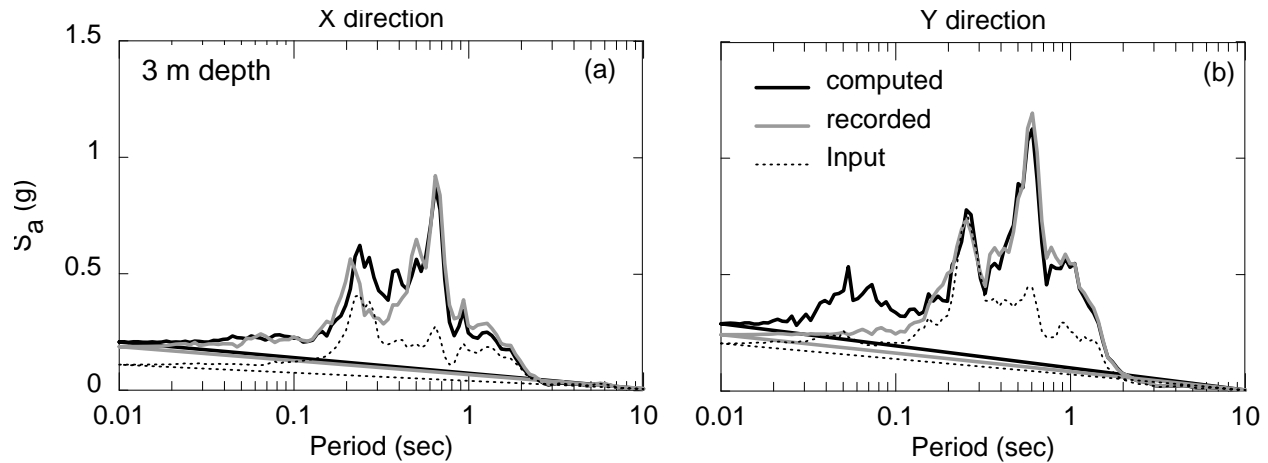 X direction
Y direction
1.5
1
0.5
0
3 m depth
(a)
(b)
computed
recorded
Input
Sa (g)
0.01
0.1
1
10
0.01
0.1
1
10
Period (sec)
Period (sec)